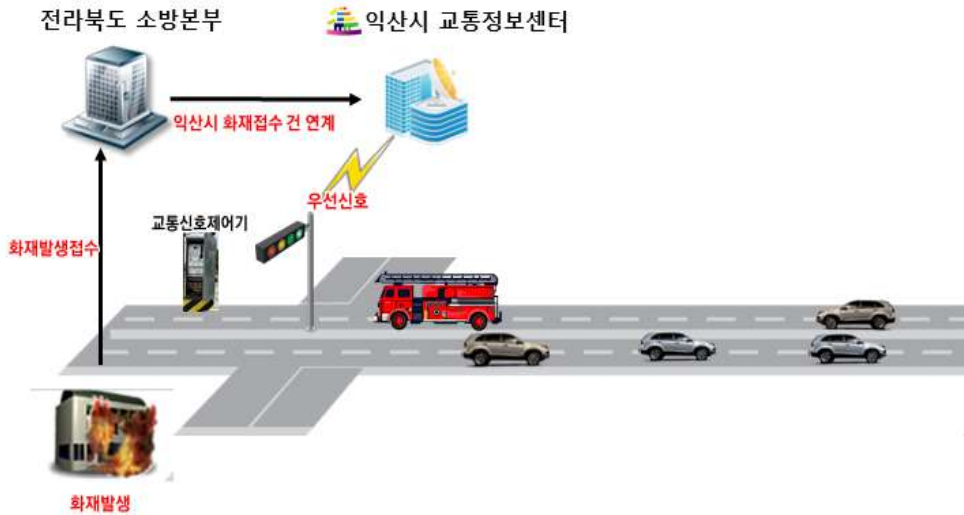 전라북도 소방본부
익산시 교통정보센터
익산시 화재접수 건 연계
우선신호
교통신호제어기
화재발생접수
화재발생